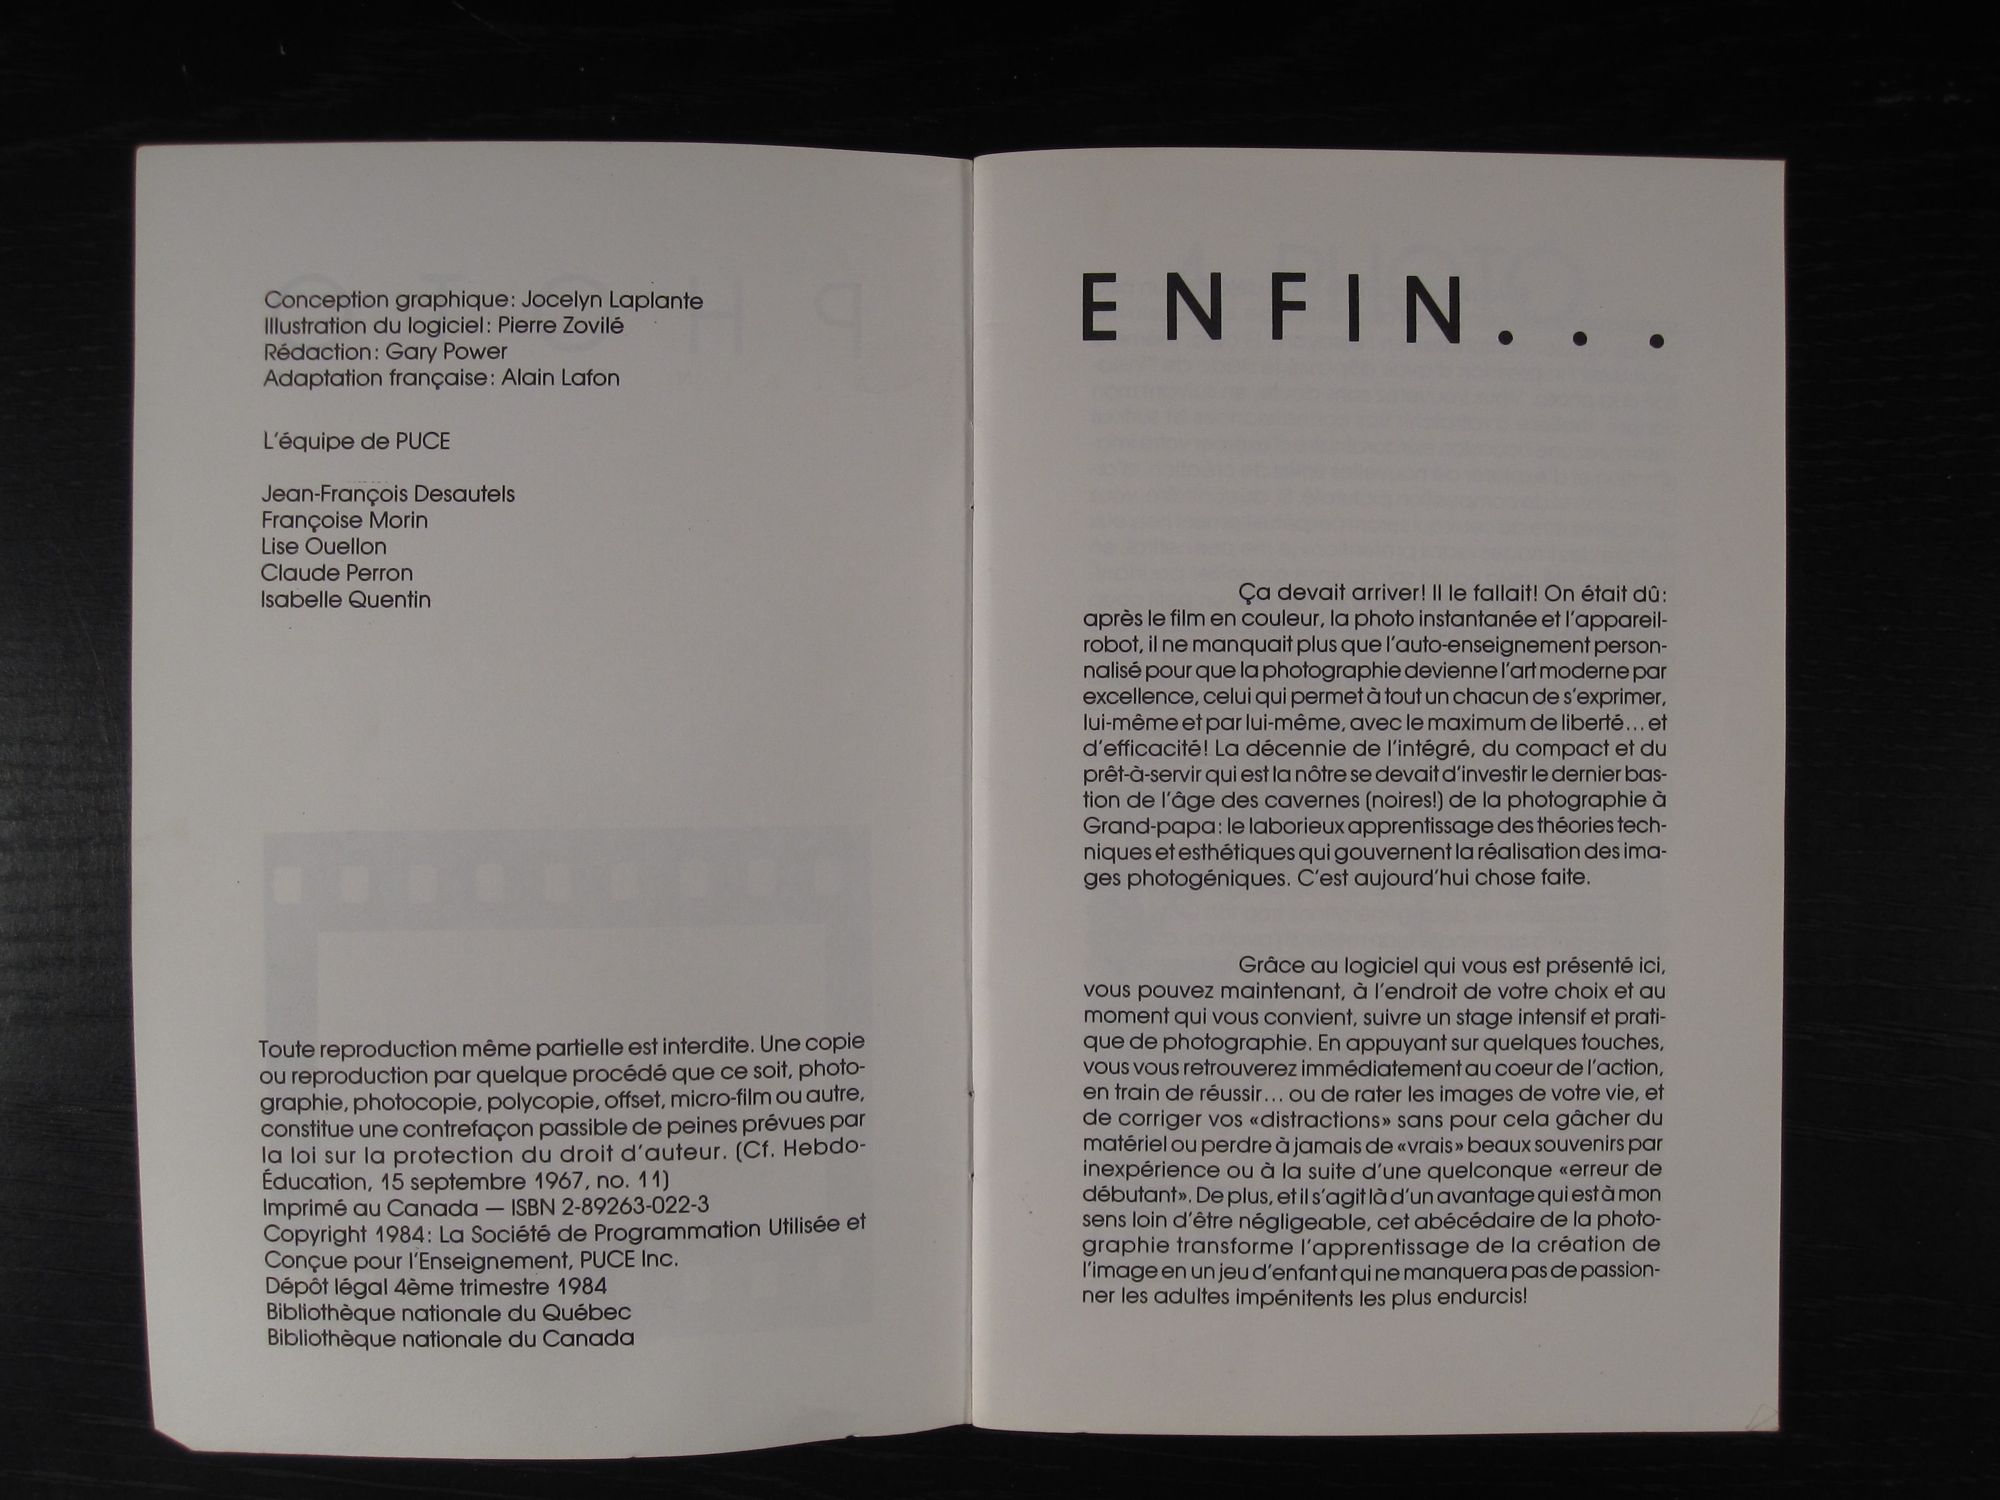 Conception graphique: Jocelyn Laplante
Illustration du logiciel: Pierre Zovilé
Rédaction: Gary Power
Adaptation française: Alain Lafon
L'équipe de PUCE
Jean-François Desautels
Françoise Morin
Lise Ouellon
Claude Perron
Isabelle Quentin
Toute reproduction même partielle est interdite. Une copie
ou reproduction par quelque procédé que ce soit, photo-
graphie, photocopie, polycopie, offset, micro-film ou autre,
constitue une contrefaçon passible de peines prévues par
la loi sur la protection du droit d'auteur. (Cf. Hebdo-
Éducation, 15 septembre 1967, no. 11)
Imprimé au Canada — ISBN 2-89263-022-3
Copyright 1984: La Société de Programmation Utilisée et
Conçue pour l'Enseignement, PUCE Inc.
Dépôt légal 4ème trimestre 1984
Bibliothèque nationale du Québec
Bibliothèque nationale du Canada
ENFIN...
Ça devait arriver! Il le fallait! On était dû:
après le film en couleur, la photo instantanée et l'appareil-
robot, il ne manquait plus que l'auto-enseignement person-
nalisé pour que la photographie devienne l'art moderne par
excellence, celui qui permet à tout un chacun de s'exprimer,
lui-même et par lui-même, avec le maximum de liberté... et
d'efficacité! La décennie de l'intégré, du compact et du
prêt-à-servir qui est la nôtre se devait d'investir le dernier bas-
tion de l'âge des cavernes (noires!) de la photographie à
Grand-papa: le laborieux apprentissage des théories tech-
niques et esthétiques qui gouvernent la réalisation des ima-
ges photogéniques. C'est aujourd'hui chose faite.
Grâce au logiciel qui vous est présenté ici,
vous pouvez maintenant, à l'endroit de votre choix et au
moment qui vous convient, suivre un stage intensif et prati-
que de photographie. En appuyant sur quelques touches,
vous vous retrouverez immédiatement au coeur de l'action,
en train de réussir... ou de rater les images de votre vie, et
de corriger vos «distractions» sans pour cela gâcher du
matériel ou perdre à jamais de «vrais» beaux souvenirs par
inexpérience ou à la suite d'une quelconque «erreur de
débutant». De plus, et il s'agit là d'un avantage qui est à mon
sens loin d'être négligeable, cet abécédaire de la photo-
graphie transforme l'apprentissage de la création de
l'image en un jeu d'enfant qui ne manquera pas de passion-
ner les adultes impénitents les plus endurcis!